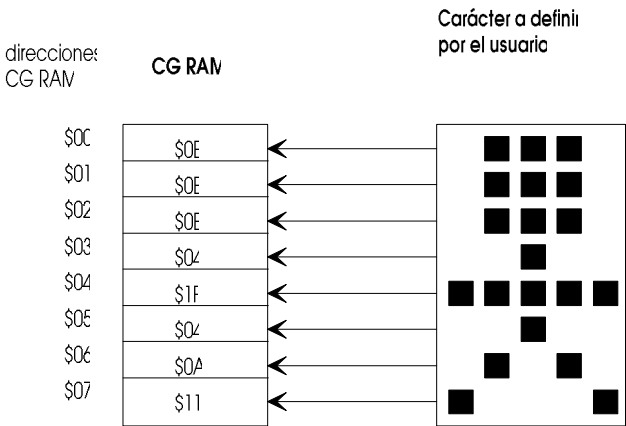 Carácter a definir
por el usuario
direcciones
CG RAM
CG RAM
$00
$0E
$01
$0E
$02
$0E
$03
$04
$04
$1F
$05
$04
$06
$0A
$07
$11